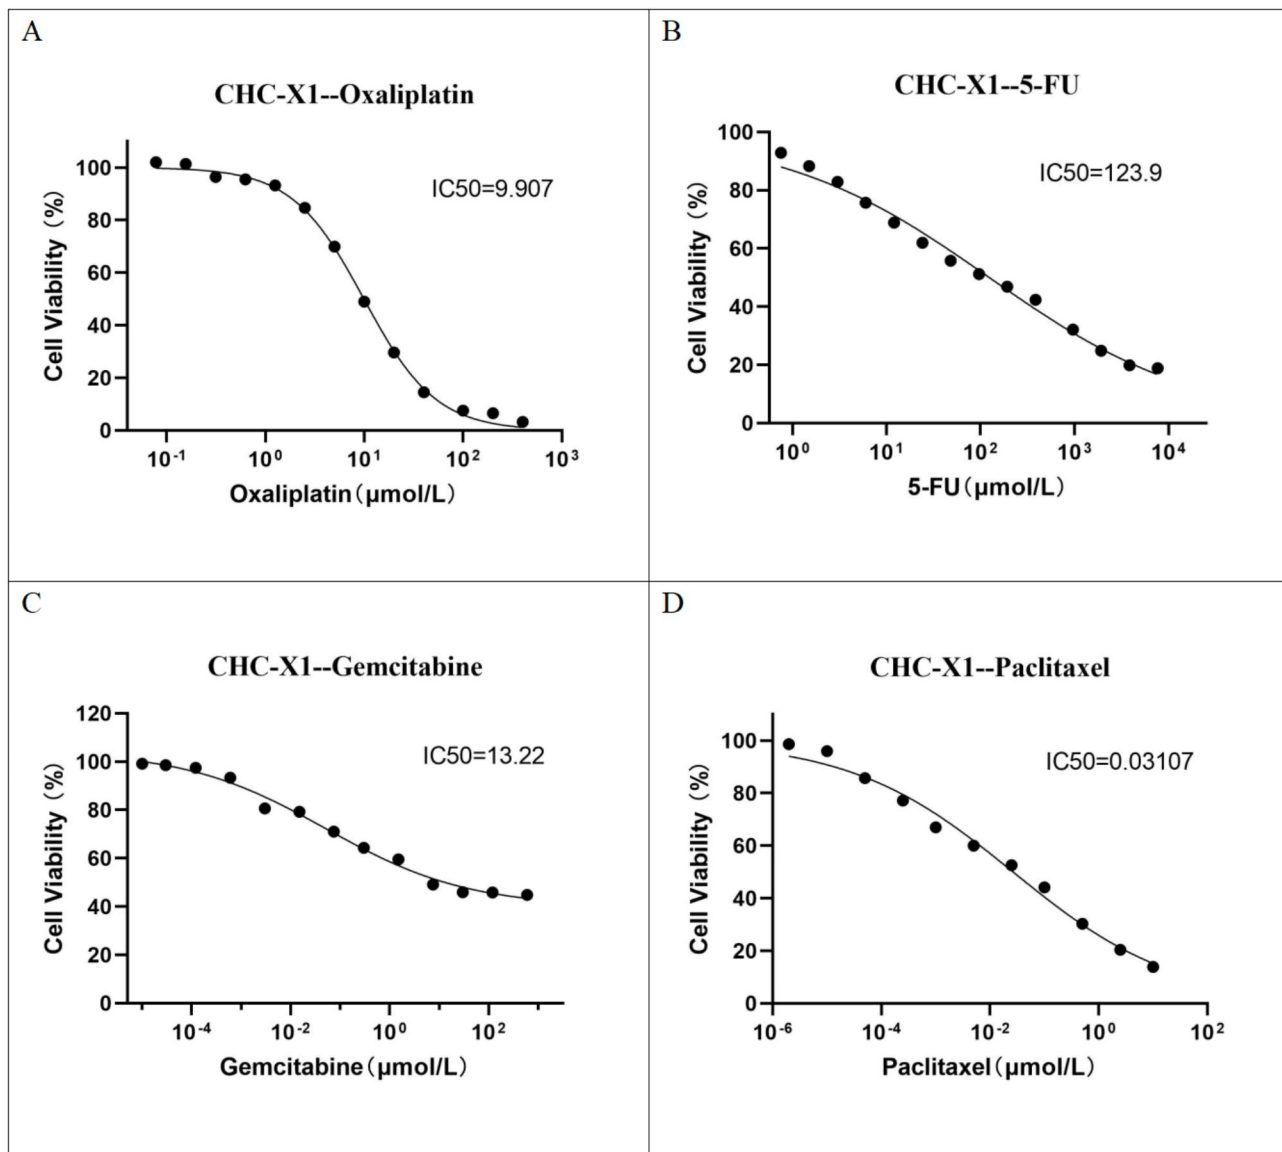 A
CHC-X1--Oxaliplatin
100
80
60
40
20
0
IC50=9.907
Cell Viability（%）
10-1 100 101 102 103
Oxaliplatin（μmol/L）
B
CHC-X1--5-FU
100
80
60
40
20
0
IC50=123.9
Cell Viability（%）
100 101 102 103 104
5-FU（μmol/L）
C
CHC-X1--Gemcitabine
120
100
80
60
40
20
0
IC50=13.22
Cell Viability（%）
10-4 10-2 100 102
Gemcitabine（μmol/L）
D
CHC-X1--Paclitaxel
100
80
60
40
20
0
IC50=0.03107
Cell Viability（%）
10-6 10-4 10-2 100 102
Paclitaxel（μmol/L）